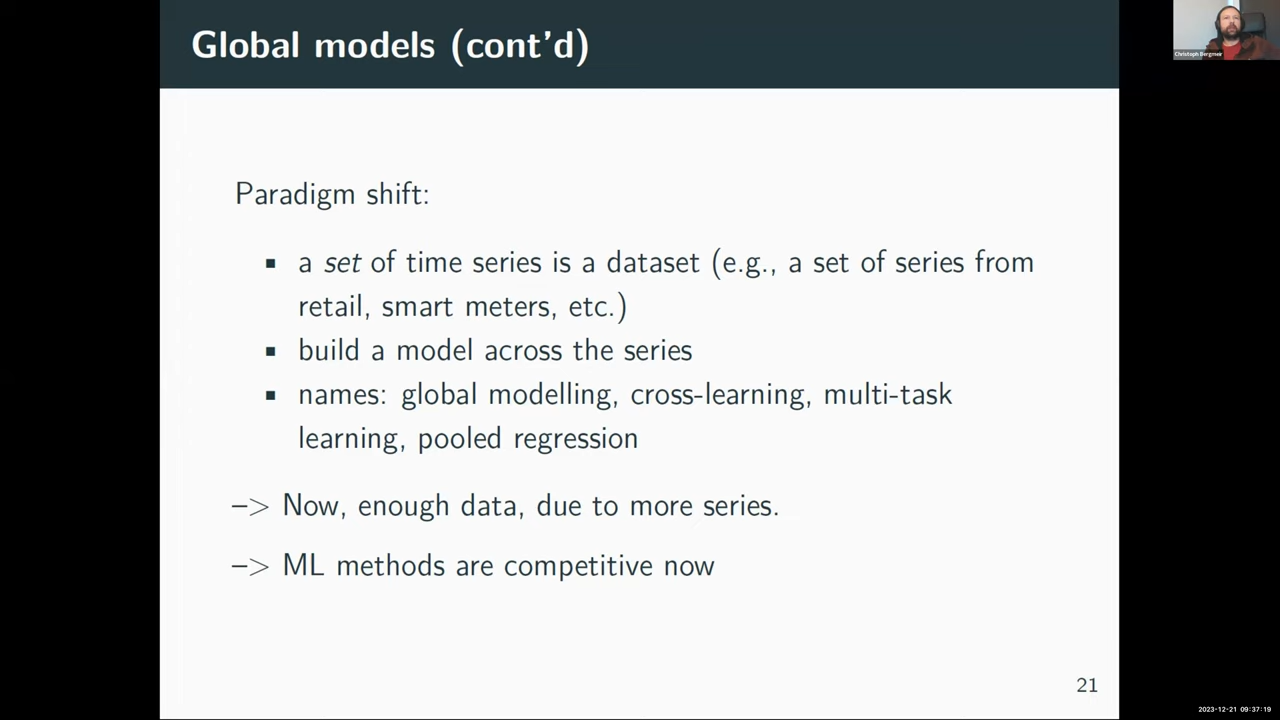 Global models (cont'd)
Christoph Bergmeir
Paradigm shift:
▪ a set of time series is a dataset (e.g., a set of series from
retail, smart meters, etc.)
▪ build a model across the series
▪ names: global modelling, cross-learning, multi-task
learning, pooled regression
–> Now, enough data, due to more series.
–> ML methods are competitive now
21
2023-12-21 09:37:19